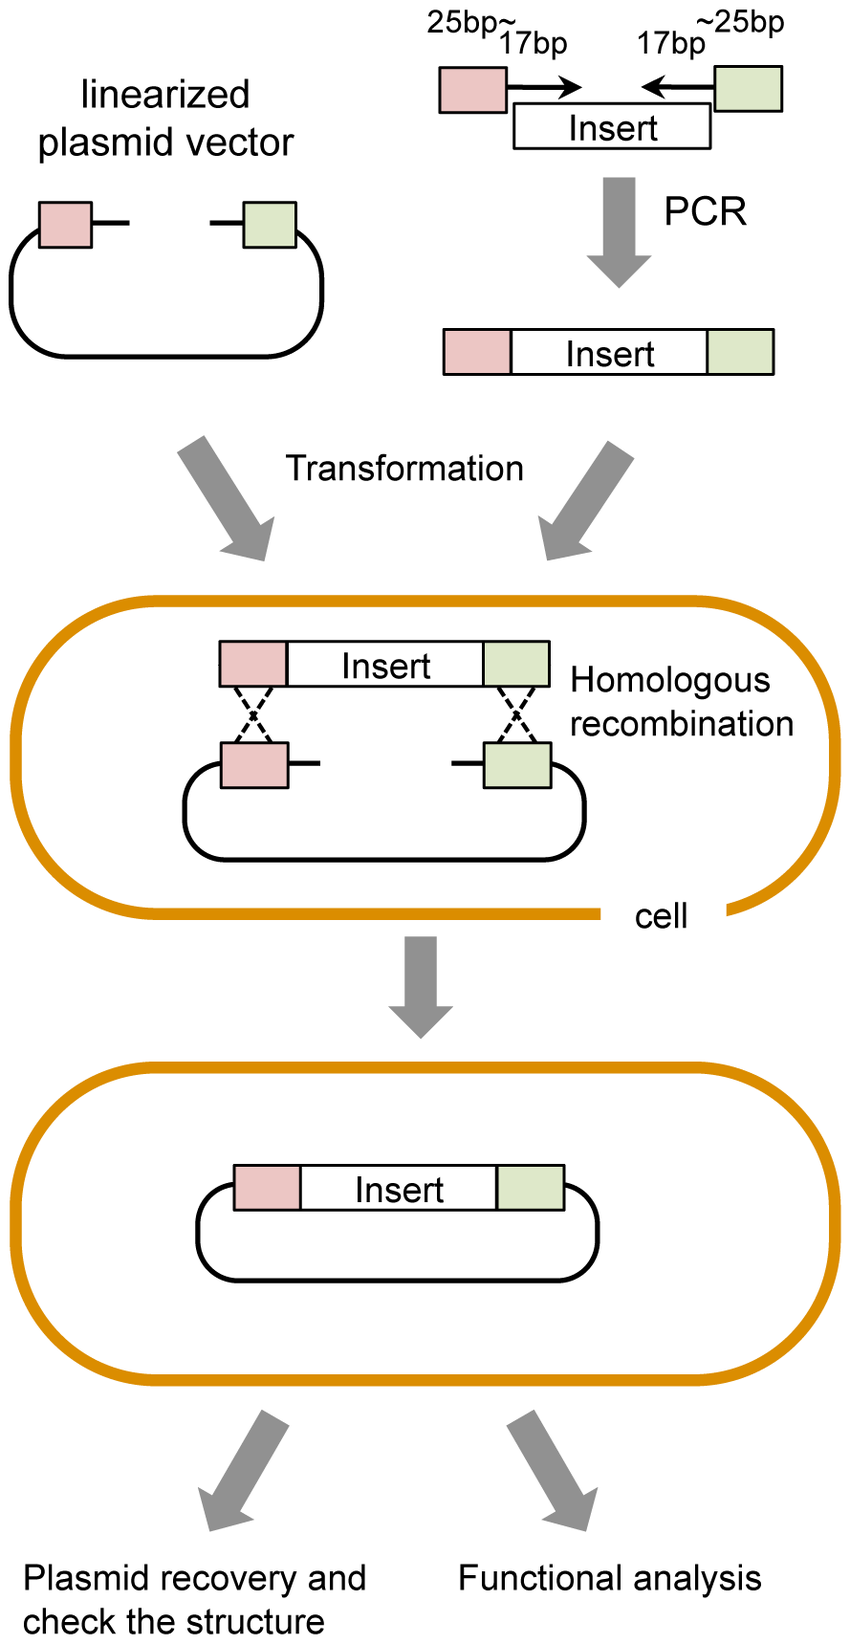 25bp~
~25bp
17bp
17bp
linearized
plasmid vector
Insert
PCR
Insert
Transformation
Insert
Homologous
recombination
cell
Insert
Plasmid recovery and
check the structure
Functional analysis